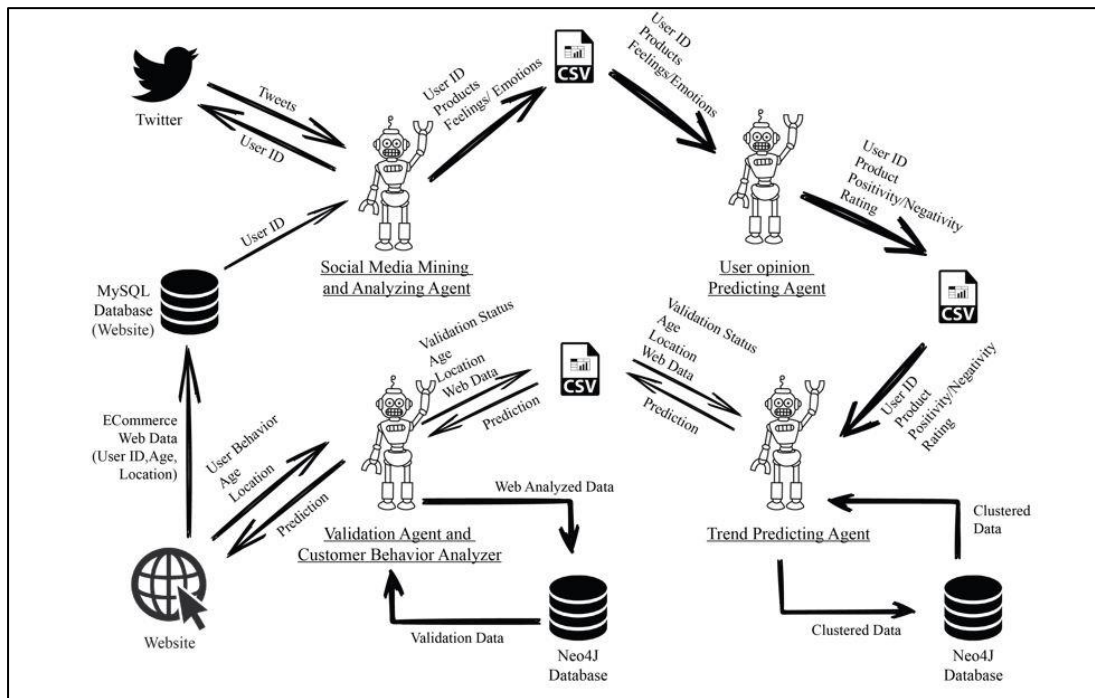 Twitter
Tweets
User ID
User ID
Products
Feelings/ Emotions
CSV
User ID
Products
Feelings/Emotions
User ID
Product
Positivity/Negativity
Rating
User ID
Social Media Mining
and Analyzing Agent
User opinion
Predicting Agent
MySQL
Database
(Website)
CSV
Validation Status
Age
Location
Web Data
Prediction
CSV
Validation Status
Age
Location
Web Data
Prediction
User ID
Product
Positivity/Negativity
Rating
ECommerce
Web Data
(User ID,Age,
Location)
User Behavior
Age
Location
Prediction
Web Analyzed Data
Validation Agent and
Customer Behavior Analyzer
Trend Predicting Agent
Clustered
Data
Website
Validation Data
Neo4J
Database
Clustered Data
Neo4J
Database